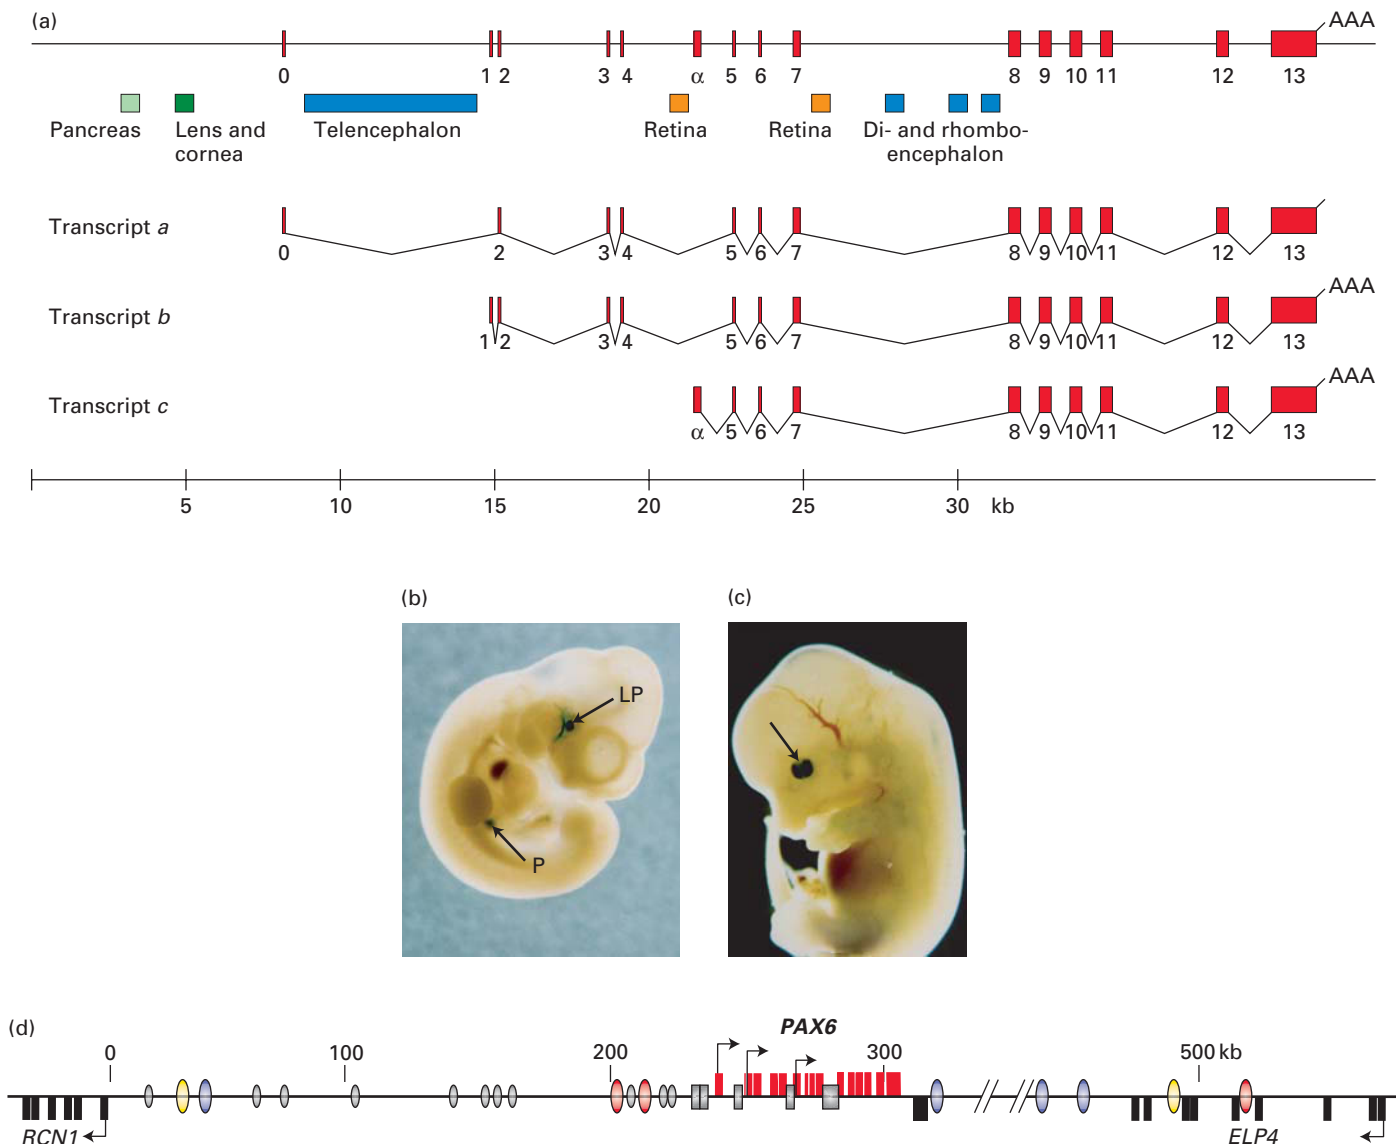 (a)
AAA
0 1 2 3 4 α 5 6 7 8 9 10 11 12 13
Pancreas Lens and Telencephalon Retina Retina Di- and rhombo-
cornea encephalon
Transcript a
0 2 3 4 5 6 7 8 9 10 11 12 13
AAA
Transcript b
1 2 3 4 5 6 7 8 9 10 11 12 13
AAA
Transcript c
α 5 6 7 8 9 10 11 12 13
5 10 15 20 25 30 kb
(b)
LP
P
(c)
(d)
PAX6
0 100 200 300 500 kb
RCN1 ELP4